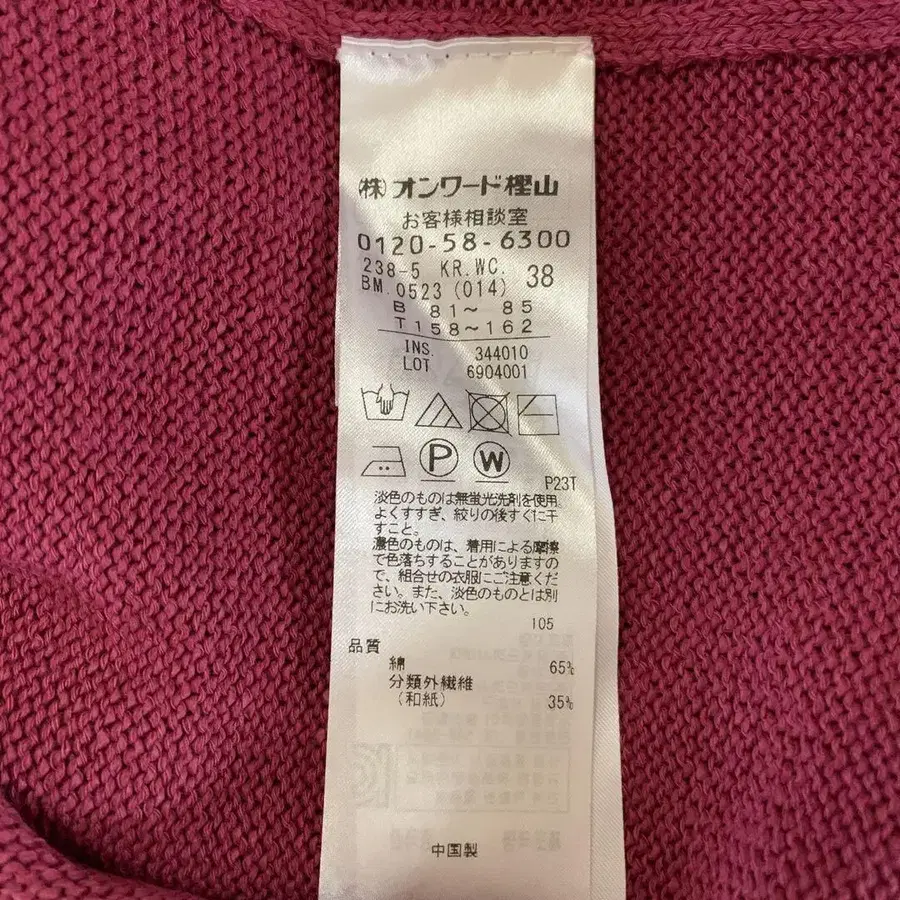 (株)オンワード樫山
お客様相談室
0120-58-6300
238-5 KR.WC. 38
BM.0523 (014)
B 81〜 85
T158〜162
INS. 344010
LOT 6904001
P
W
P23T
淡色のものは無蛍光洗剤を使用。
よくすすぎ、絞りの後すぐに干
すこと。
濃色のものは、着用による摩擦
で色落ちすることがありますの
で、組合せの衣服にご注意くだ
さい。また、淡色のものとは別
にお洗い下さい。
105
品質
綿 65%
分類外繊維
(和紙) 35%
中国製